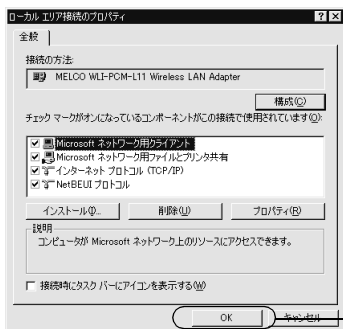 ローカル エリア接続のプロパティ
全般
接続の方法:
MELCO WLI-PCM-L11 Wireless LAN Adapter
構成(C)
チェック マークがオンになっているコンポーネントがこの接続で使用されています(O):
Microsoft ネットワーク用クライアント
Microsoft ネットワーク用ファイルとプリンタ共有
インターネット プロトコル (TCP/IP)
NetBEUI プロトコル
インストール(I)... 削除(U) プロパティ(R)
説明
コンピュータが Microsoft ネットワーク上のリソースにアクセスできます。
接続時にタスク バーにアイコンを表示する(W)
OK キャンセル